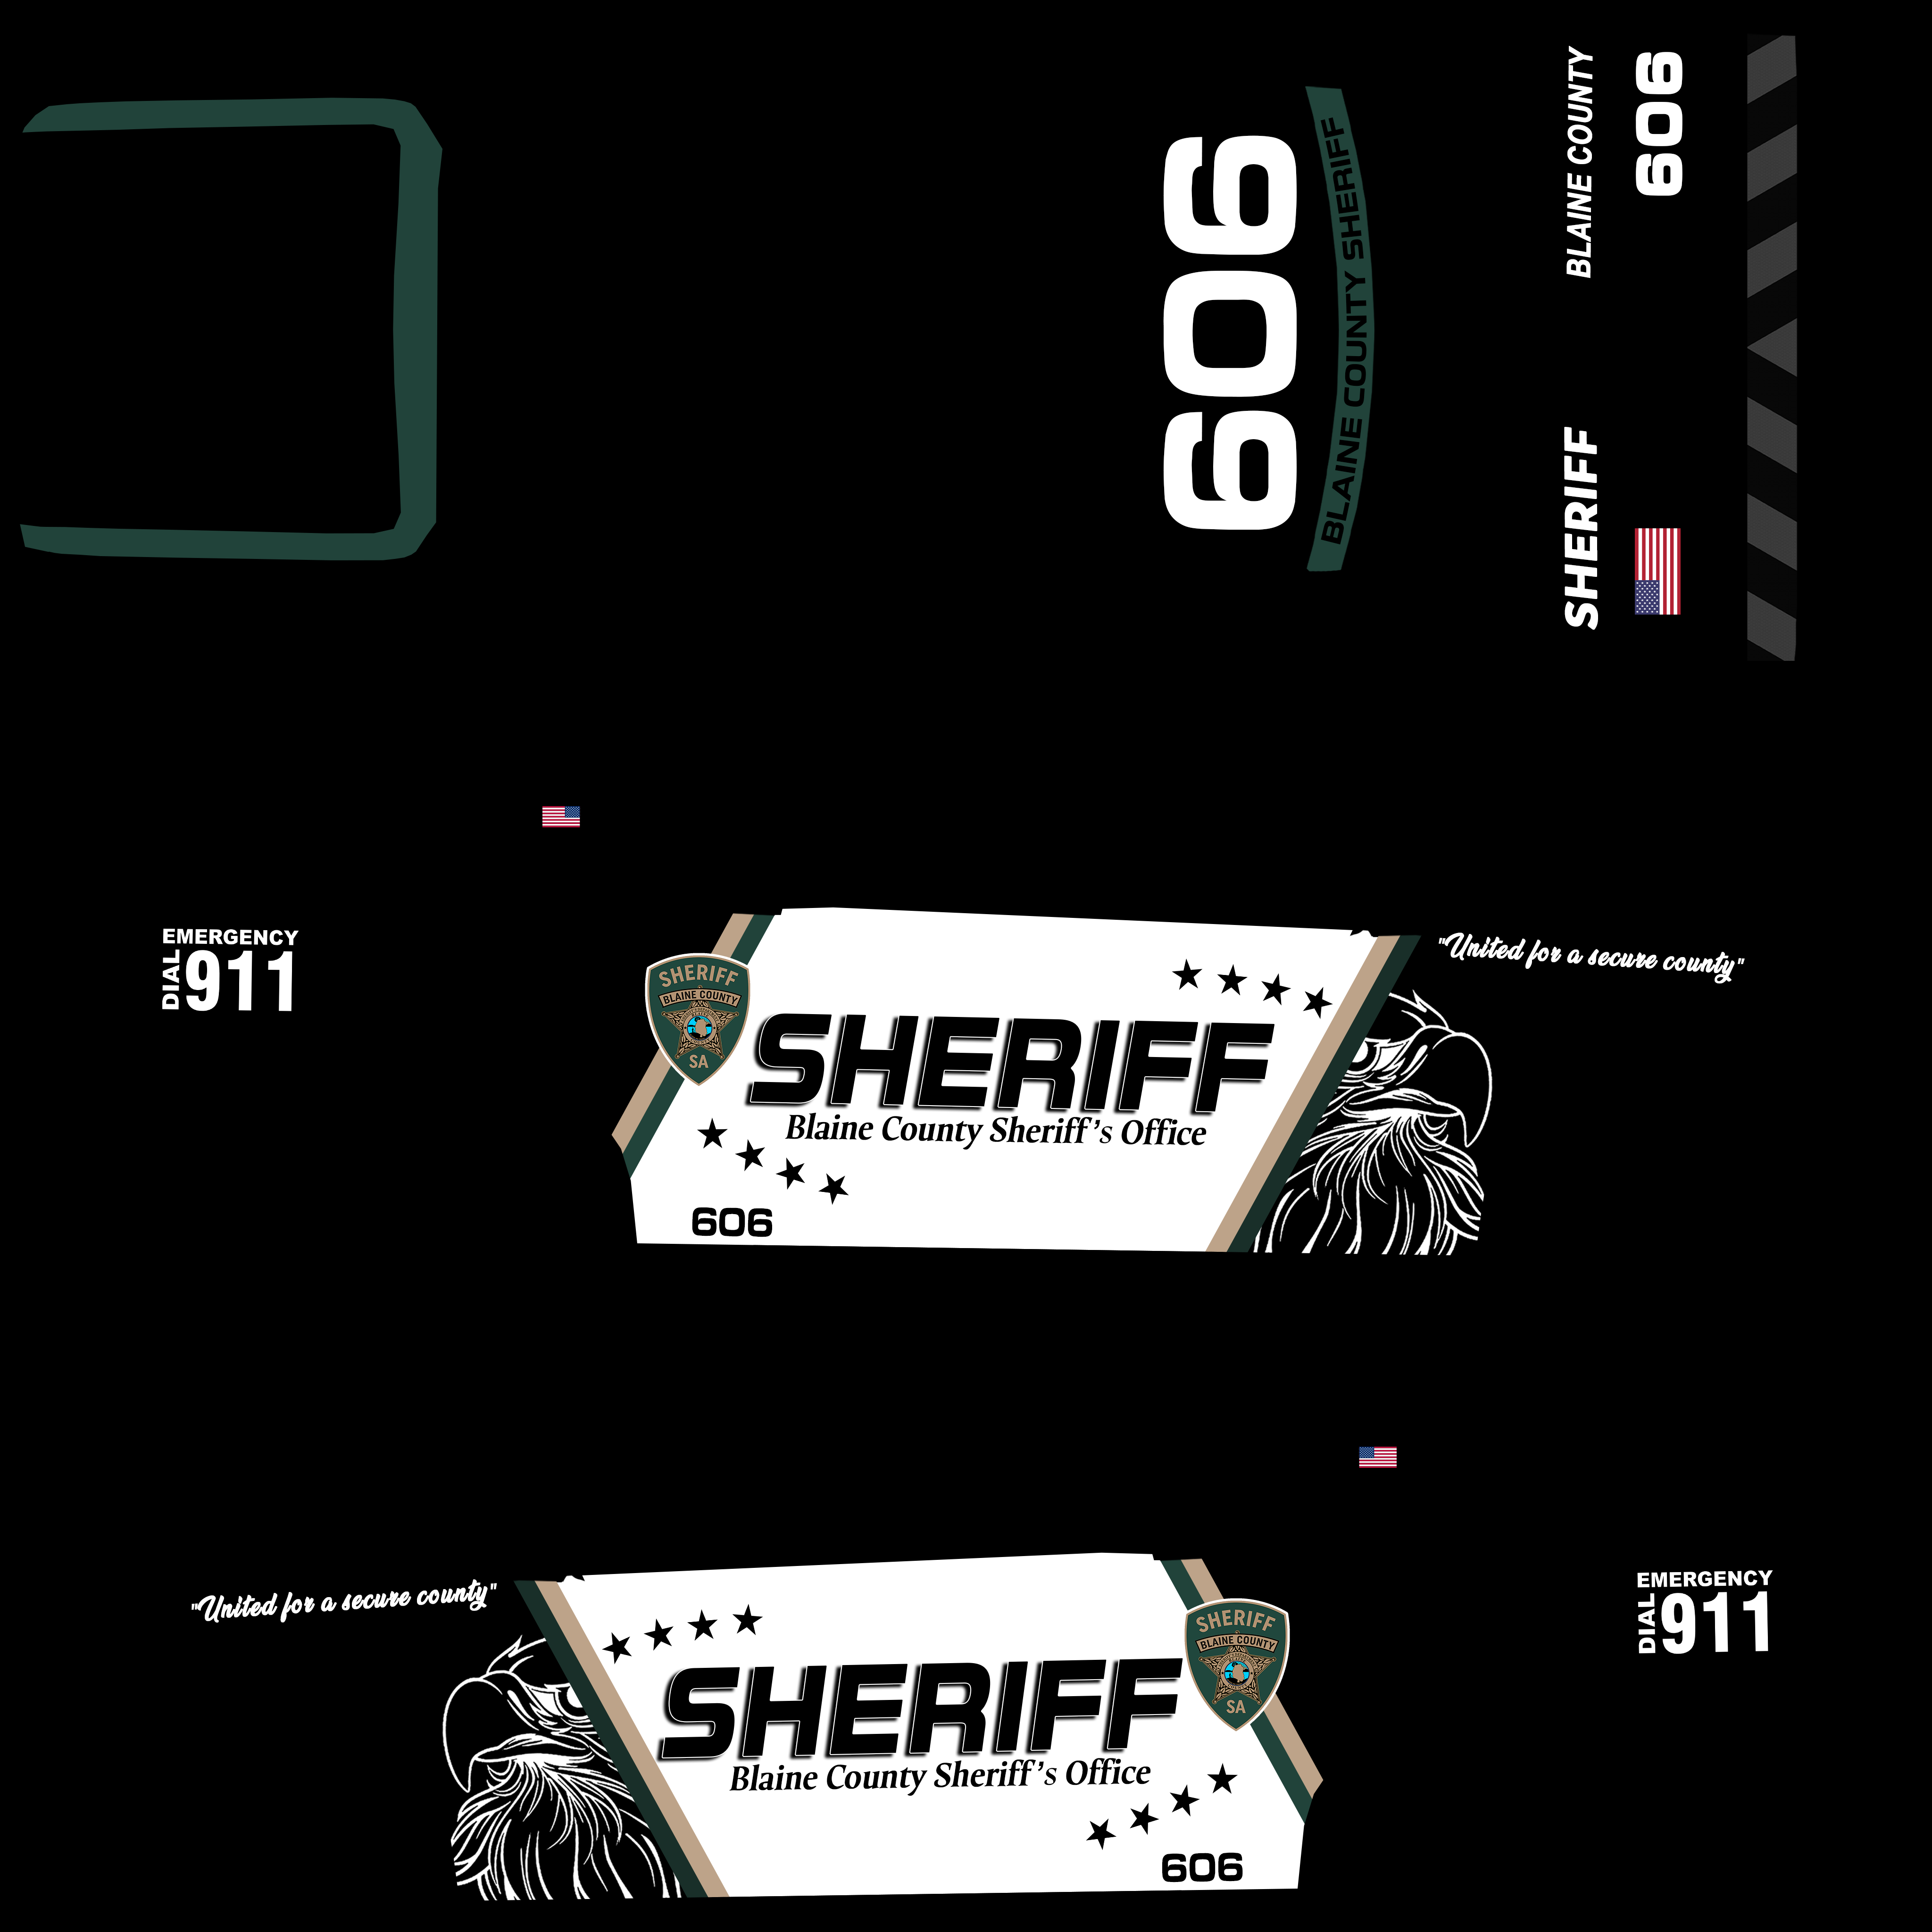 606
BLAINE COUNTY SHERIFF
BLAINE COUNTY
606
SHERIFF
EMERGENCY
DIAL
911
"United for a secure county"
SHERIFF
BLAINE COUNTY
SA
SHERIFF
Blaine County Sheriff's Office
606
"United for a secure county"
EMERGENCY
DIAL
911
SHERIFF
BLAINE COUNTY
SA
SHERIFF
Blaine County Sheriff's Office
606